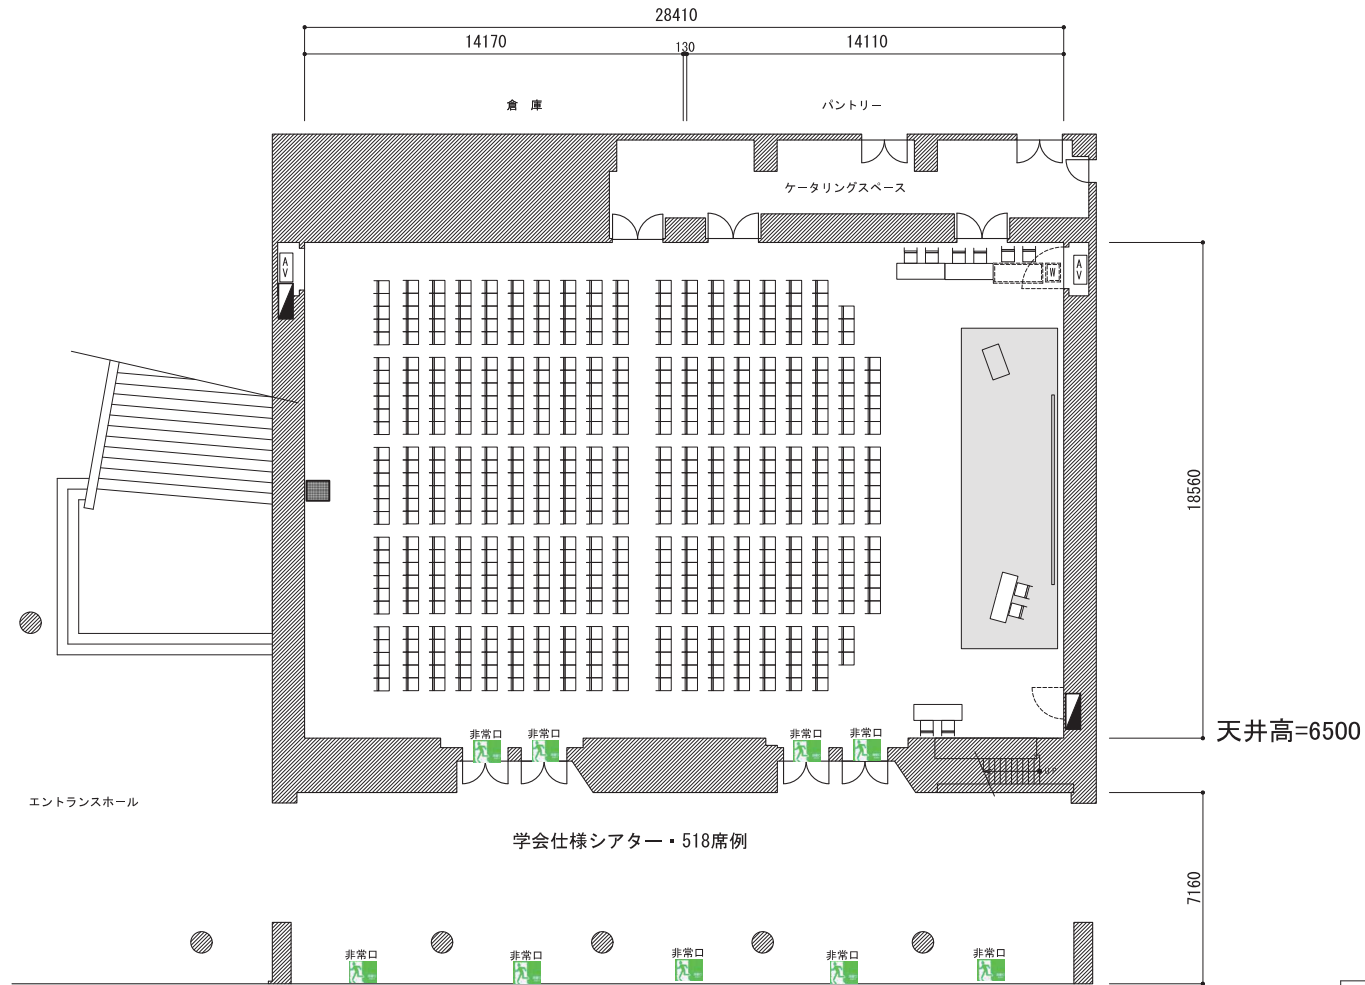 28410
14170
130
14110
倉 庫
パントリー
ケータリングスペース
AV
W
AV
18560
天井高=6500
非常口
非常口
非常口
非常口
UP
エントランスホール
学会仕様シアター・518席例
7160
非常口
非常口
非常口
非常口
非常口